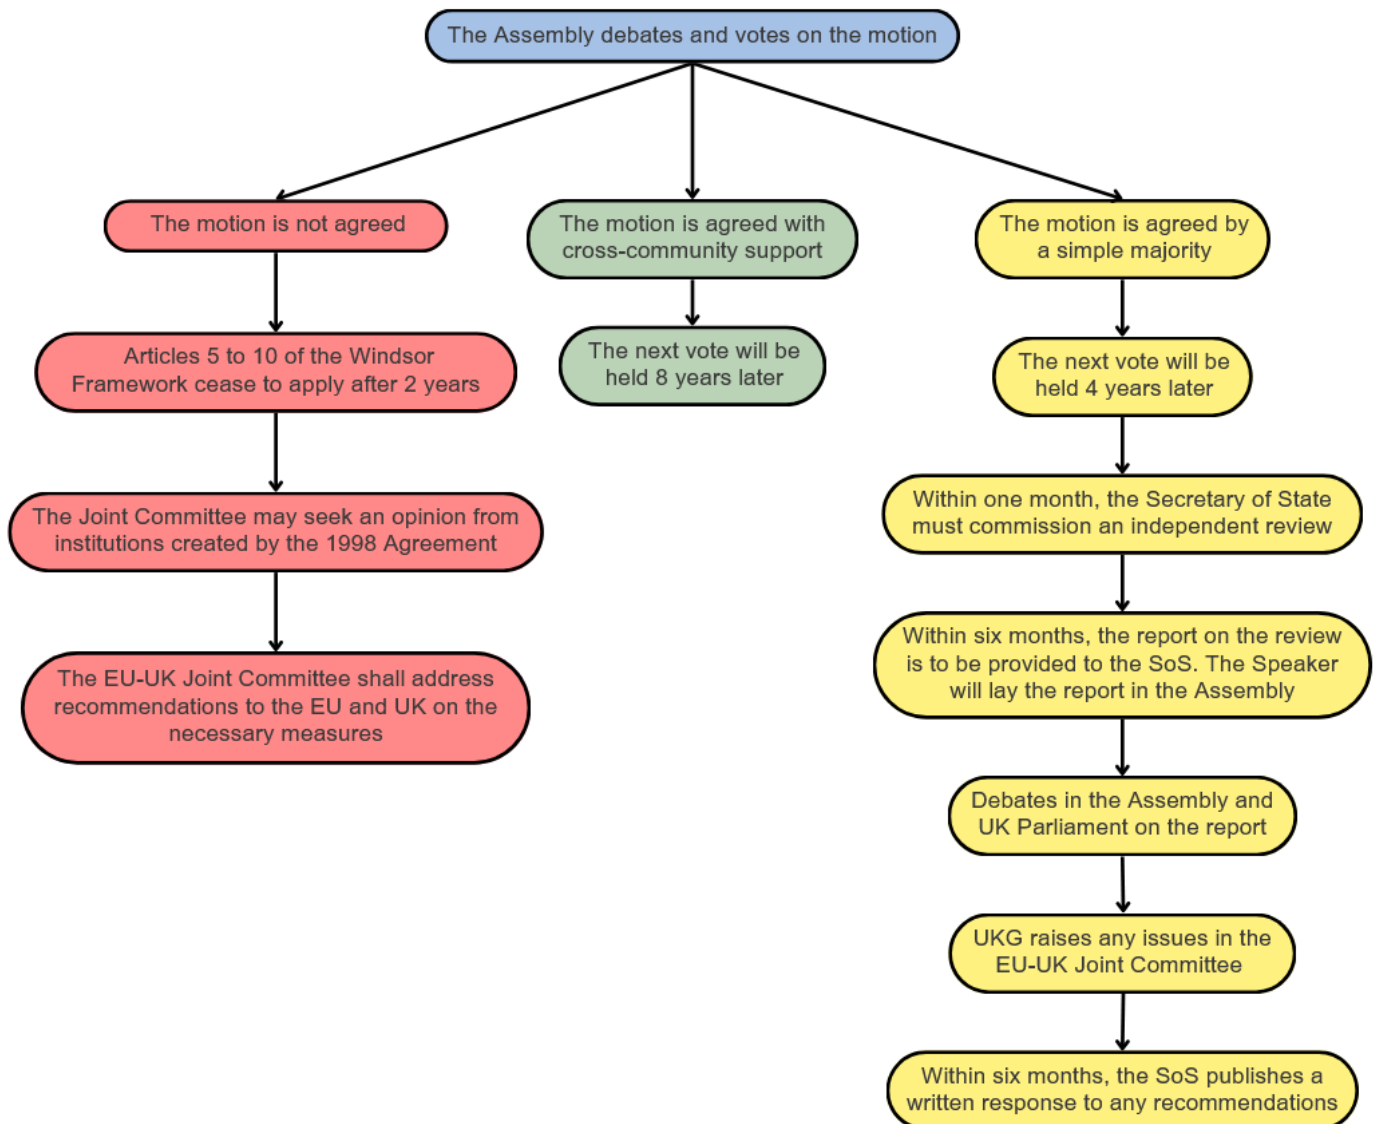 The Assembly debates and votes on the motion
The motion is not agreed
Articles 5 to 10 of the Windsor
Framework cease to apply after 2 years
The Joint Committee may seek an opinion from
institutions created by the 1998 Agreement
The EU-UK Joint Committee shall address
recommendations to the EU and UK on the
necessary measures
The motion is agreed with
cross-community support
The next vote will be
held 8 years later
The motion is agreed by
a simple majority
The next vote will be
held 4 years later
Within one month, the Secretary of State
must commission an independent review
Within six months, the report on the review
is to be provided to the SoS. The Speaker
will lay the report in the Assembly
Debates in the Assembly and
UK Parliament on the report
UKG raises any issues in the
EU-UK Joint Committee
Within six months, the SoS publishes a
written response to any recommendations